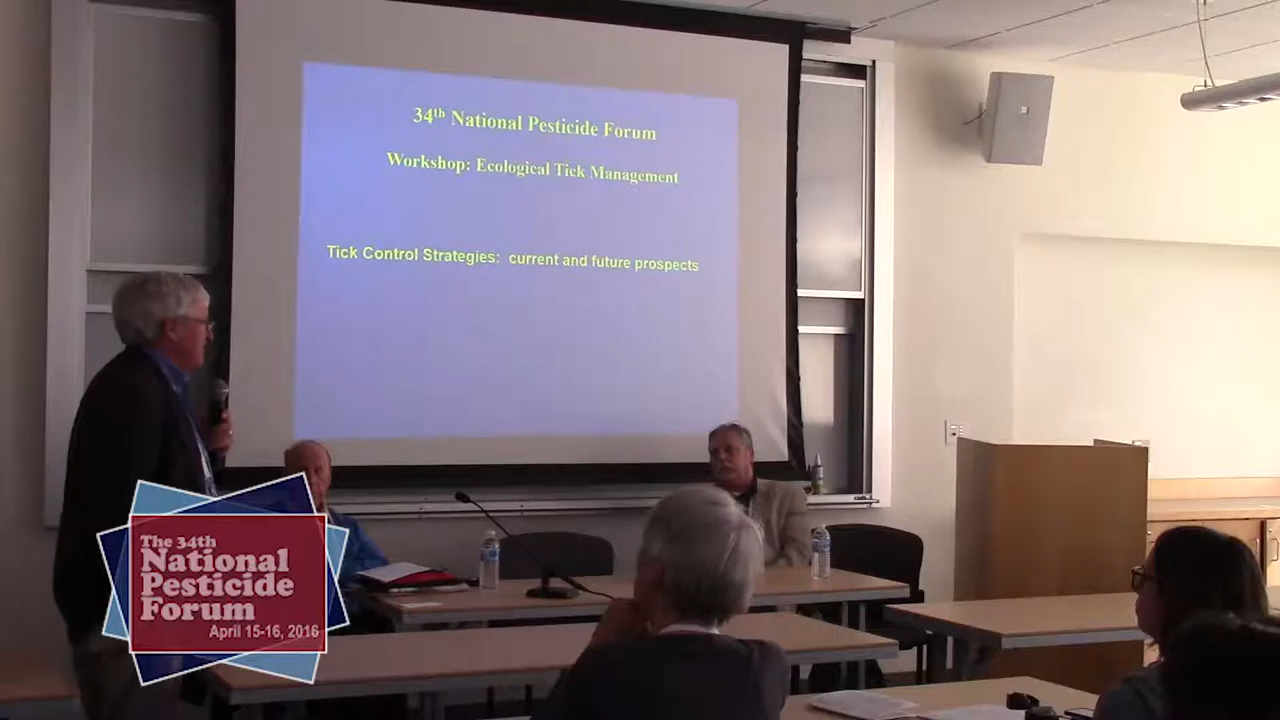 34th National Pesticide Forum
Workshop: Ecological Tick Management
Tick Control Strategies: current and future prospects
The 34th
National
Pesticide
Forum
April 15-16, 2016